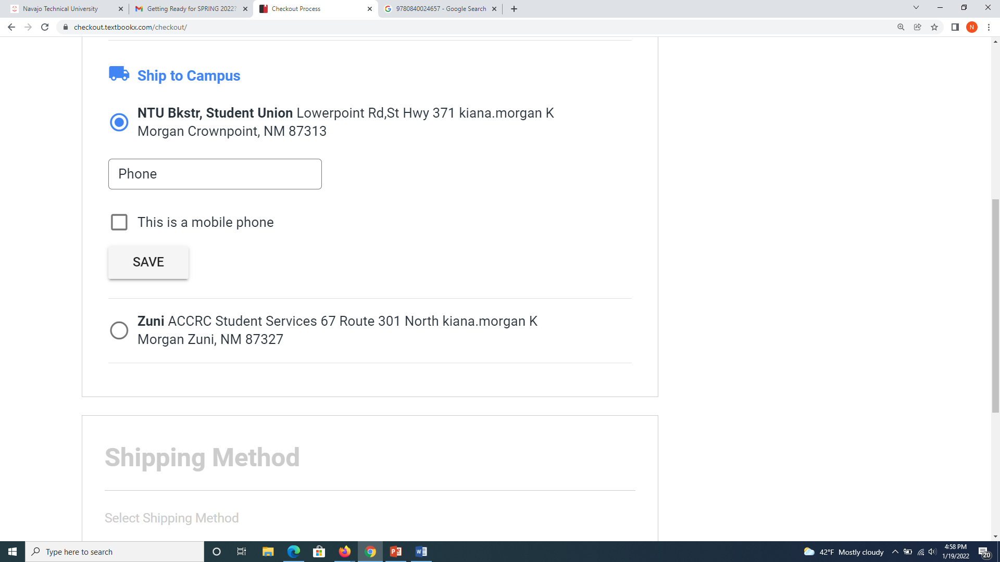 Navajo Technical University
Getting Ready for SPRING 2022?
Checkout Process
9780840024657 - Google Search
checkout.textbookx.com/checkout/
N
Ship to Campus
NTU Bkstr, Student Union Lowerpoint Rd,St Hwy 371 kiana.morgan K
Morgan Crownpoint, NM 87313
Phone
This is a mobile phone
SAVE
Zuni ACCRC Student Services 67 Route 301 North kiana.morgan K
Morgan Zuni, NM 87327
Shipping Method
Select Shipping Method
Type here to search
42°F Mostly cloudy
4:58 PM
1/19/2022
20